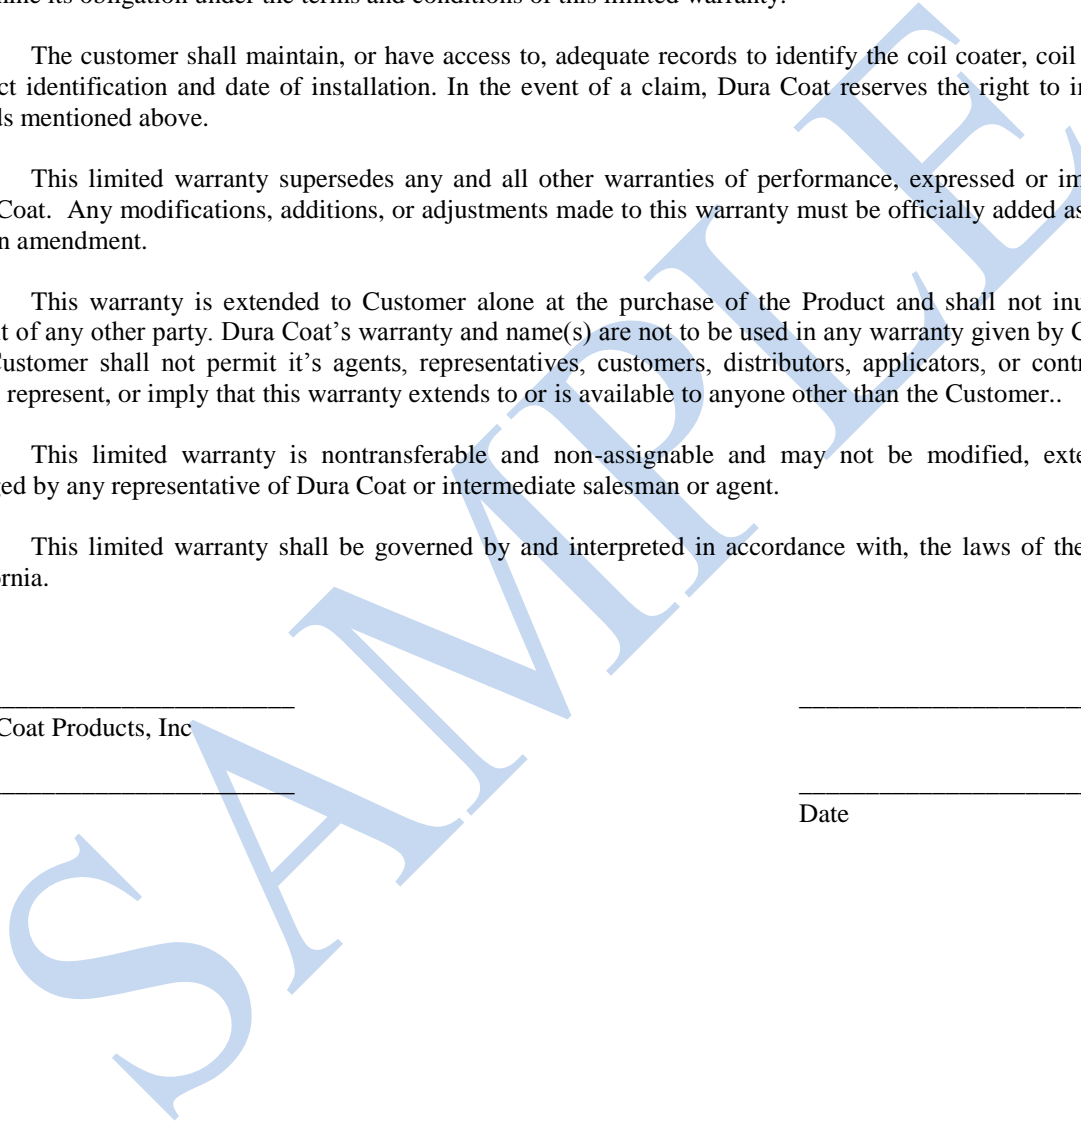 ine its obligation under the terms and conditions of this limited warranty.
The customer shall maintain, or have access to, adequate records to identify the coil coater, coil
ct identification and date of installation. In the event of a claim, Dura Coat reserves the right to in
ds mentioned above.
This limited warranty supersedes any and all other warranties of performance, expressed or im
Coat. Any modifications, additions, or adjustments made to this warranty must be officially added as
n amendment.
This warranty is extended to Customer alone at the purchase of the Product and shall not inu
t of any other party. Dura Coat’s warranty and name(s) are not to be used in any warranty given by C
Customer shall not permit it’s agents, representatives, customers, distributors, applicators, or contr
represent, or imply that this warranty extends to or is available to anyone other than the Customer..
This limited warranty is nontransferable and non-assignable and may not be modified, exte
ged by any representative of Dura Coat or intermediate salesman or agent.
This limited warranty shall be governed by and interpreted in accordance with, the laws of the
ornia.
Coat Products, Inc
Date
SAMPLE